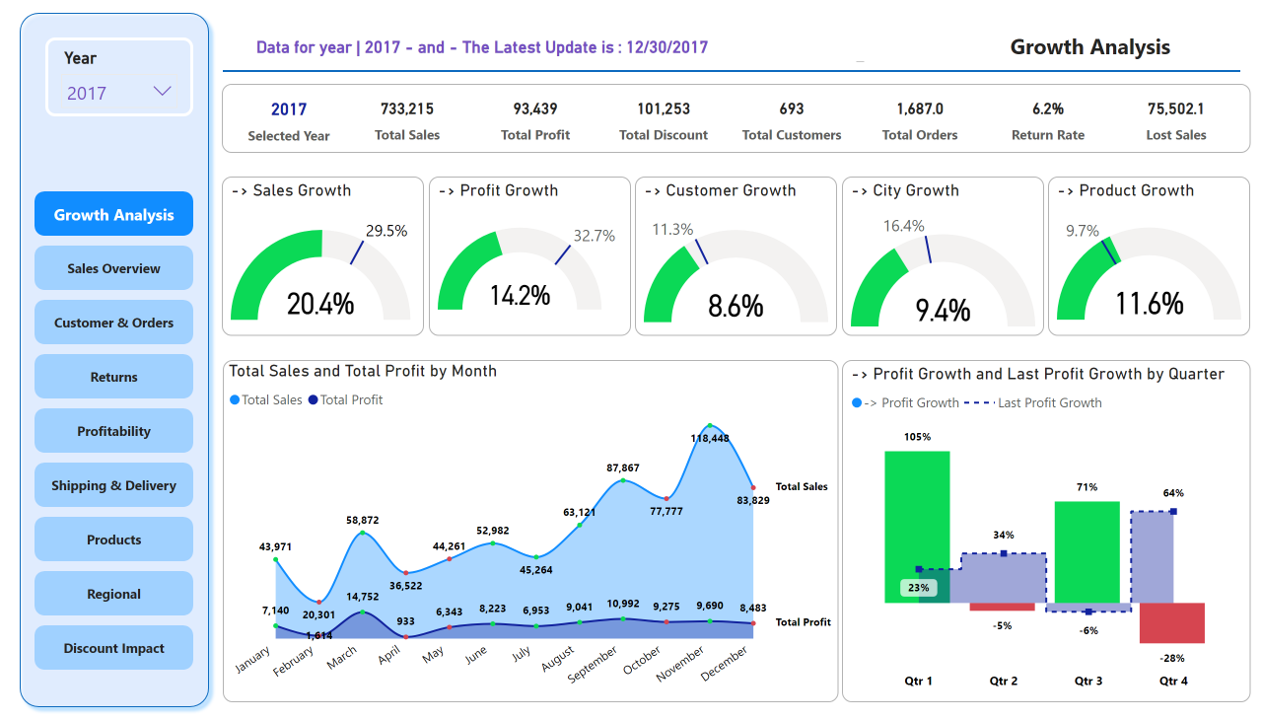 Year
2017
Growth Analysis
Sales Overview
Customer & Orders
Returns
Profitability
Shipping & Delivery
Products
Regional
Discount Impact
Data for year | 2017 - and - The Latest Update is : 12/30/2017
Growth Analysis
2017 733,215 93,439 101,253 693 1,687.0 6.2% 75,502.1
Selected Year Total Sales Total Profit Total Discount Total Customers Total Orders Return Rate Lost Sales
-> Sales Growth
29.5%
20.4%
-> Profit Growth
32.7%
14.2%
-> Customer Growth
11.3%
8.6%
-> City Growth
16.4%
9.4%
-> Product Growth
9.7%
11.6%
Total Sales and Total Profit by Month
Total Sales Total Profit
43,971 20,301 58,872 36,522 44,261 52,982 45,264 63,121 87,867 77,777 118,448 83,829
Total Sales
7,140 1,614 14,752 933 6,343 8,223 6,953 9,041 10,992 9,275 9,690 8,483
Total Profit
January February March April May June July August September October November December
-> Profit Growth and Last Profit Growth by Quarter
-> Profit Growth Last Profit Growth
105% -5% 71% -28%
23% 34% -6% 64%
Qtr 1 Qtr 2 Qtr 3 Qtr 4